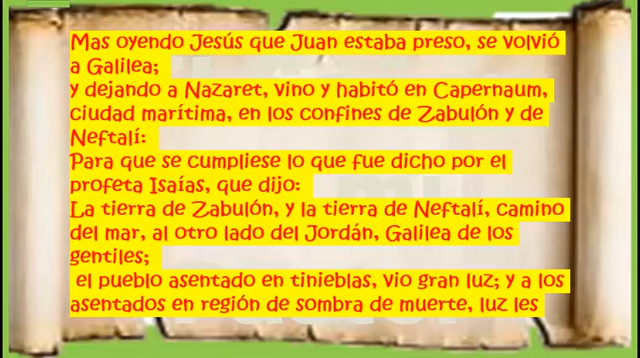 Mas oyendo Jesús que Juan estaba preso, se volvió
a Galilea;
y dejando a Nazaret, vino y habitó en Capernaum,
ciudad marítima, en los confines de Zabulón y de
Neftalí:
Para que se cumpliese lo que fue dicho por el
profeta Isaías, que dijo:
La tierra de Zabulón, y la tierra de Neftalí, camino
del mar, al otro lado del Jordán, Galilea de los
gentiles;
el pueblo asentado en tinieblas, vio gran luz; y a los
asentados en región de sombra de muerte, luz les